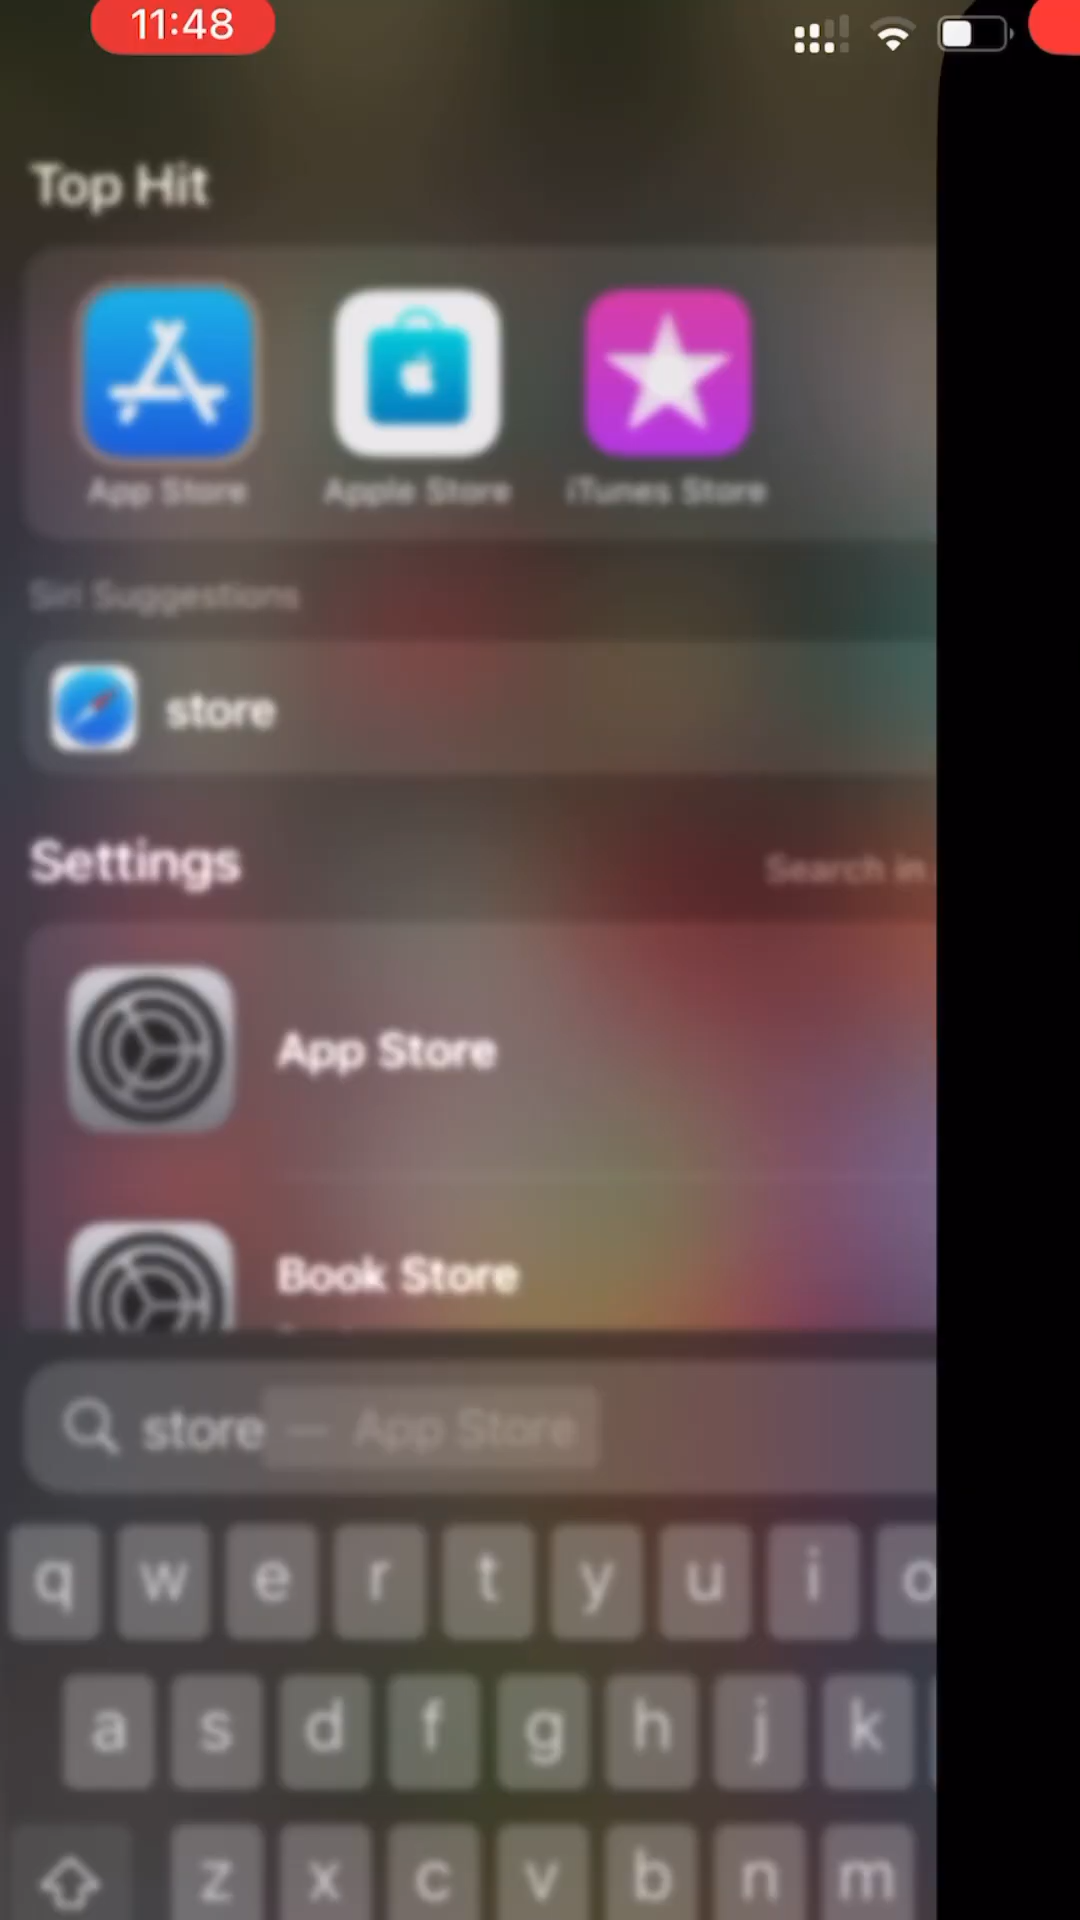 11:48
Top Hit
App Store
Apple Store
iTunes Store
Siri Suggestions
store
Settings
Search in
App Store
Book Store
store — App Store
q w e r t y u i o
a s d f g h j k
z x c v b n m